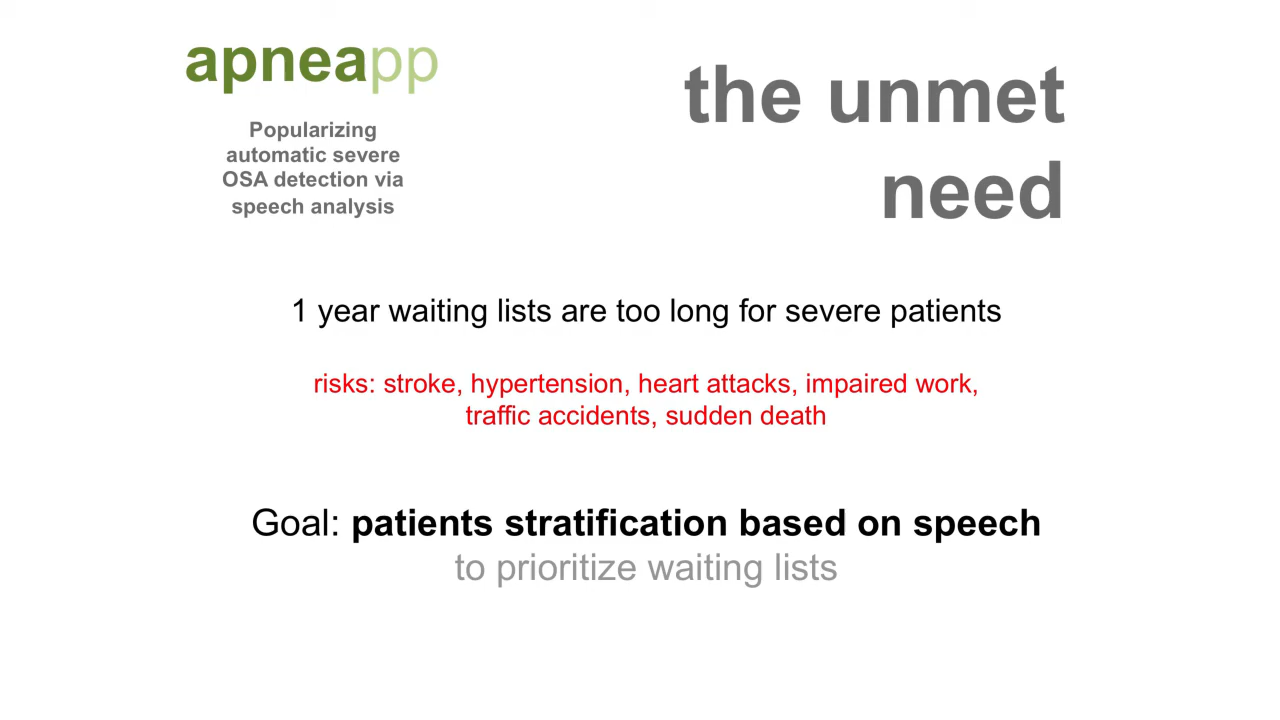 apneapp
Popularizing
automatic severe
OSA detection via
speech analysis
the unmet
need
1 year waiting lists are too long for severe patients
risks: stroke, hypertension, heart attacks, impaired work,
traffic accidents, sudden death
Goal: patients stratification based on speech
to prioritize waiting lists